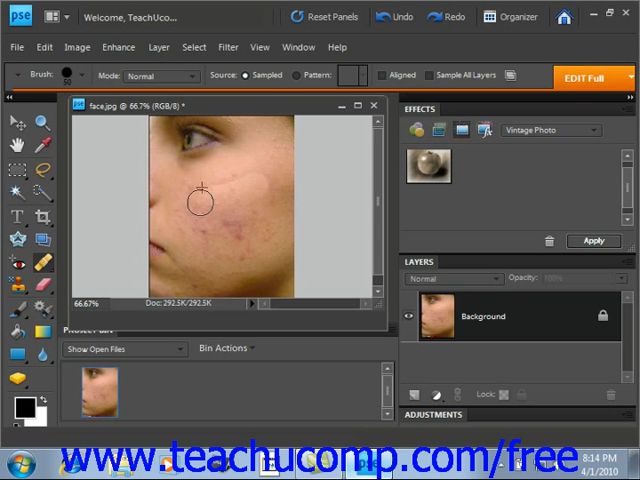 pse
Welcome, TeachUco...
Reset Panels
Undo
Redo
Organizer
File Edit Image Enhance Layer Select Filter View Window Help
Brush: 50 Mode: Normal Source: Sampled Pattern: Aligned Sample All Layers
EDIT Full
face.jpg @ 66.7% (RGB/8) *
66.67% Doc: 292.5K/292.5K
EFFECTS
Vintage Photo
Apply
LAYERS
Normal Opacity: 100%
Background
Lock:
ADJUSTMENTS
PROJECT BIN
Show Open Files Bin Actions
www.teachucomp.com/free
8:14 PM
4/1/2010